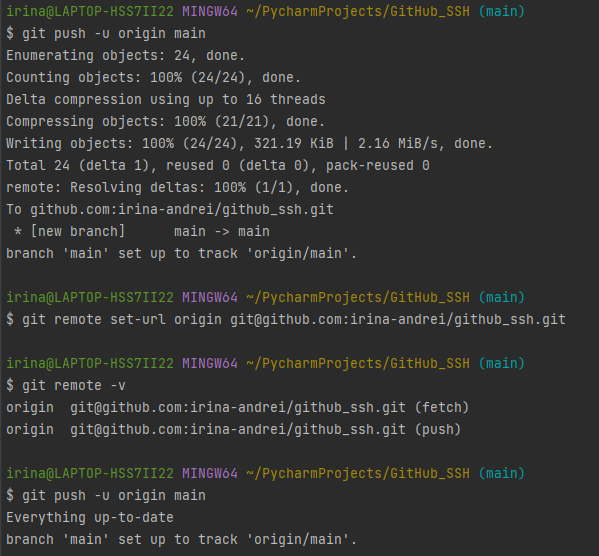 irina@LAPTOP-HSS7II22 MINGW64 ~/PycharmProjects/GitHub_SSH (main)
$ git push -u origin main
Enumerating objects: 24, done.
Counting objects: 100% (24/24), done.
Delta compression using up to 16 threads
Compressing objects: 100% (21/21), done.
Writing objects: 100% (24/24), 321.19 KiB | 2.16 MiB/s, done.
Total 24 (delta 1), reused 0 (delta 0), pack-reused 0
remote: Resolving deltas: 100% (1/1), done.
To github.com:irina-andrei/github_ssh.git
 * [new branch]      main -> main
branch 'main' set up to track 'origin/main'.

irina@LAPTOP-HSS7II22 MINGW64 ~/PycharmProjects/GitHub_SSH (main)
$ git remote set-url origin git@github.com:irina-andrei/github_ssh.git

irina@LAPTOP-HSS7II22 MINGW64 ~/PycharmProjects/GitHub_SSH (main)
$ git remote -v
origin  git@github.com:irina-andrei/github_ssh.git (fetch)
origin  git@github.com:irina-andrei/github_ssh.git (push)

irina@LAPTOP-HSS7II22 MINGW64 ~/PycharmProjects/GitHub_SSH (main)
$ git push -u origin main
Everything up-to-date
branch 'main' set up to track 'origin/main'.